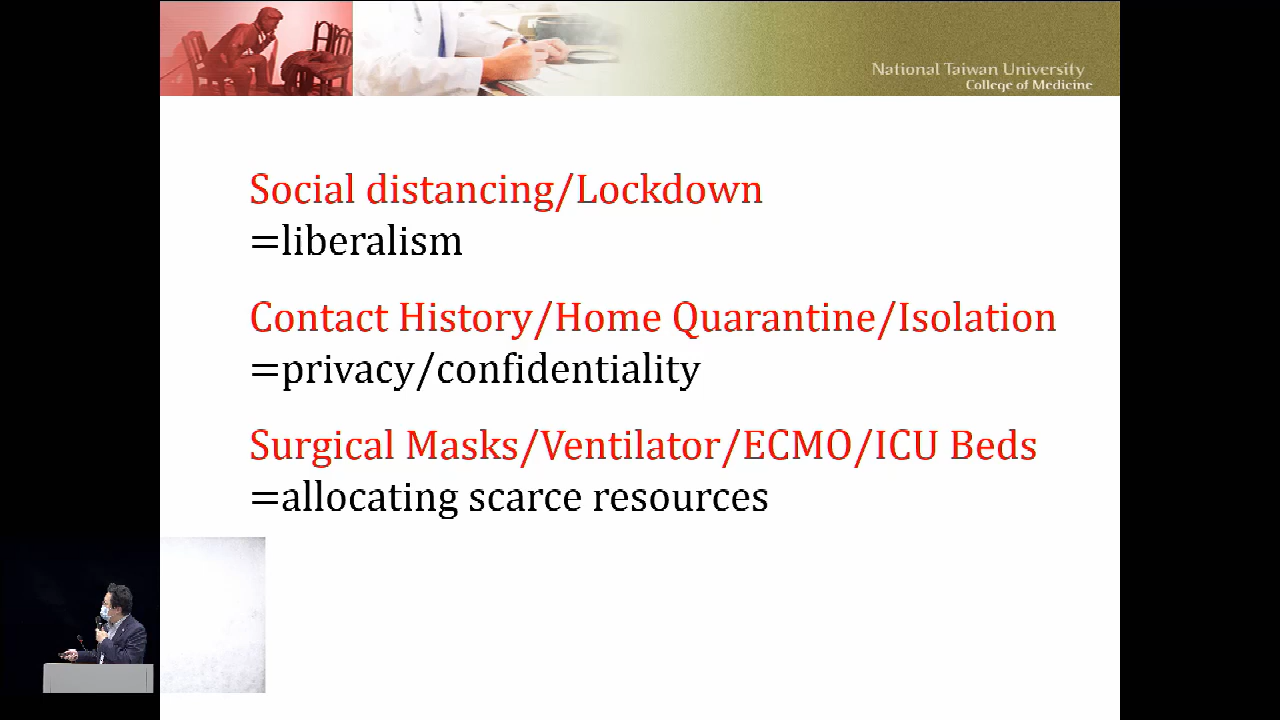 National Taiwan University
College of Medicine
Social distancing/Lockdown
=liberalism
Contact History/Home Quarantine/Isolation
=privacy/confidentiality
Surgical Masks/Ventilator/ECMO/ICU Beds
=allocating scarce resources